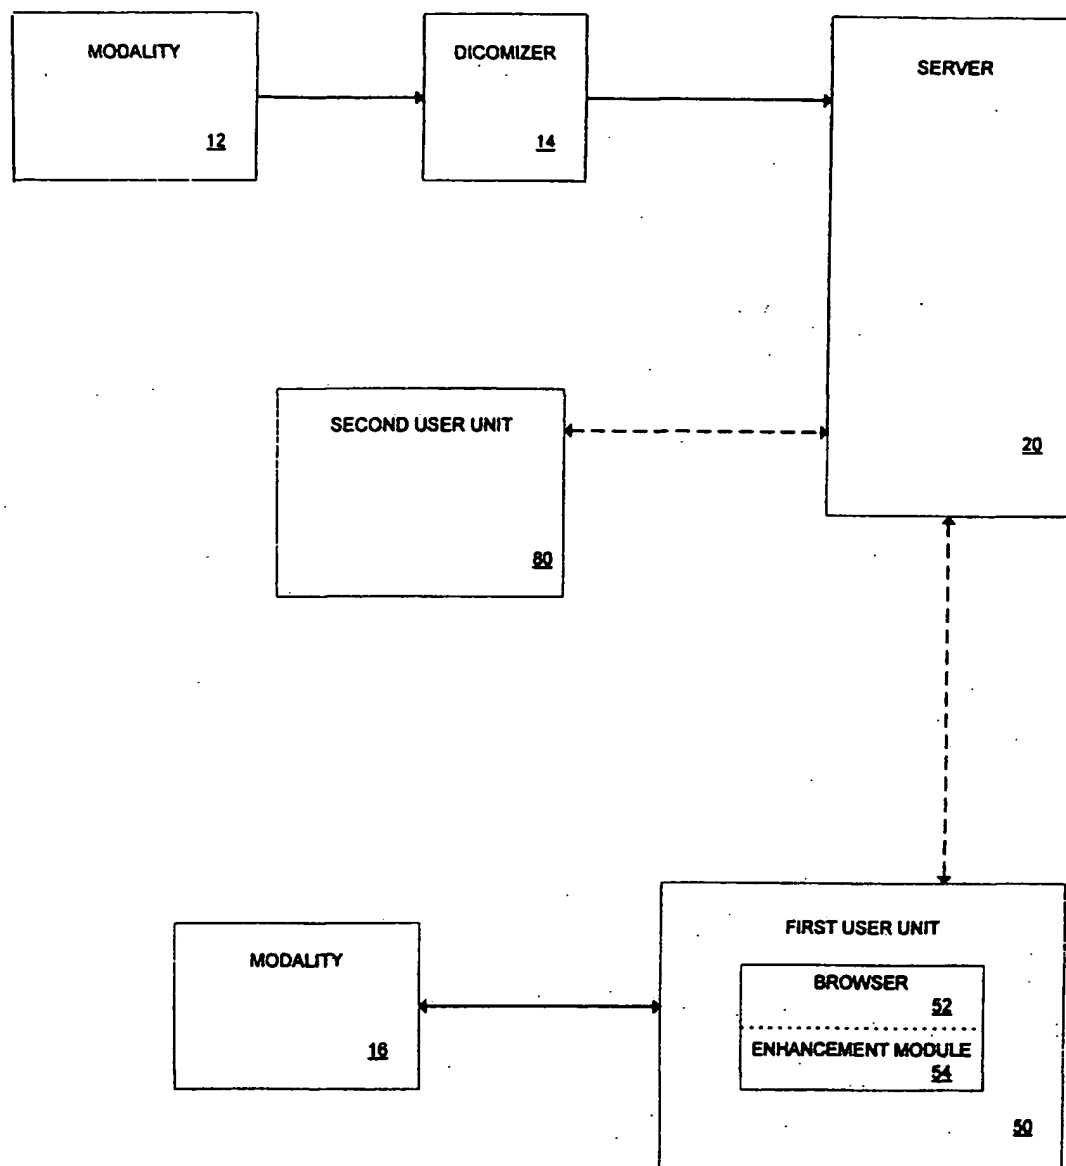 MODALITY
12
DICOMIZER
14
SERVER
20
SECOND USER UNIT
80
MODALITY
16
FIRST USER UNIT
BROWSER
52
ENHANCEMENT MODULE
54
50